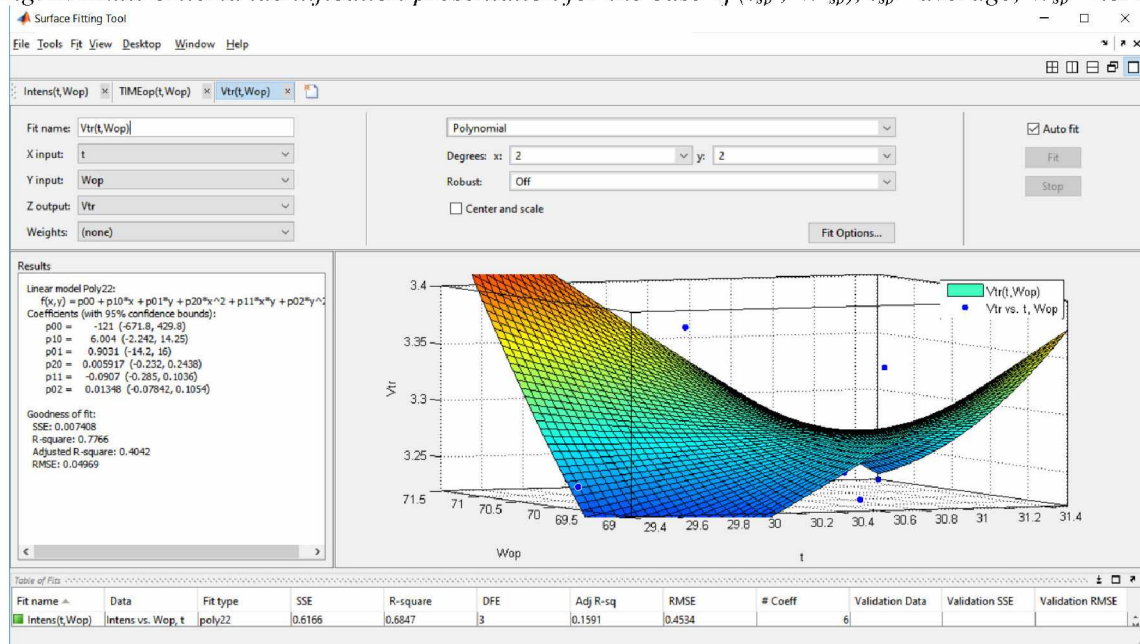 Surface Fitting Tool
File Tools Fit View Desktop Window Help
Intens(t,Wop) TIMEop(t,Wop) Vtr(t,Wop)
Fit name: Vtr(t,Wop)
X input: t
Y input: Wop
Z output: Vtr
Weights: (none)
Polynomial
Degrees: x: 2 y: 2
Robust: Off
Center and scale
Fit Options...
Auto fit
Fit
Stop
Results
Linear model Poly22:
f(x,y) = p00 + p10*x + p01*y + p20*x^2 + p11*x*y + p02*y^2
Coefficients (with 95% confidence bounds):
p00 = -121 (-671.8, 429.8)
p10 = 6.004 (-2.242, 14.25)
p01 = 0.9031 (-14.2, 16)
p20 = 0.005917 (-0.232, 0.2438)
p11 = -0.0907 (-0.285, 0.1036)
p02 = 0.01348 (-0.07842, 0.1054)
Goodness of fit:
SSE: 0.007408
R-square: 0.7766
Adjusted R-square: 0.4042
RMSE: 0.04969
Vtr(t,Wop)
Vtr vs. t, Wop
3.4
3.35
3.3
3.25
Vtr
71.5 71 70.5 70 69.5 69
Wop
29.4 29.6 29.8 30 30.2 30.4 30.6 30.8 31 31.2 31.4
t
Table of Fits
Fit name Data Fit type SSE R-square DFE Adj R-sq RMSE # Coeff Validation Data Validation SSE Validation RMSE
Intens(t,Wop) Intens vs. Wop, t poly22 0.6166 0.6847 3 0.1591 0.4534 6